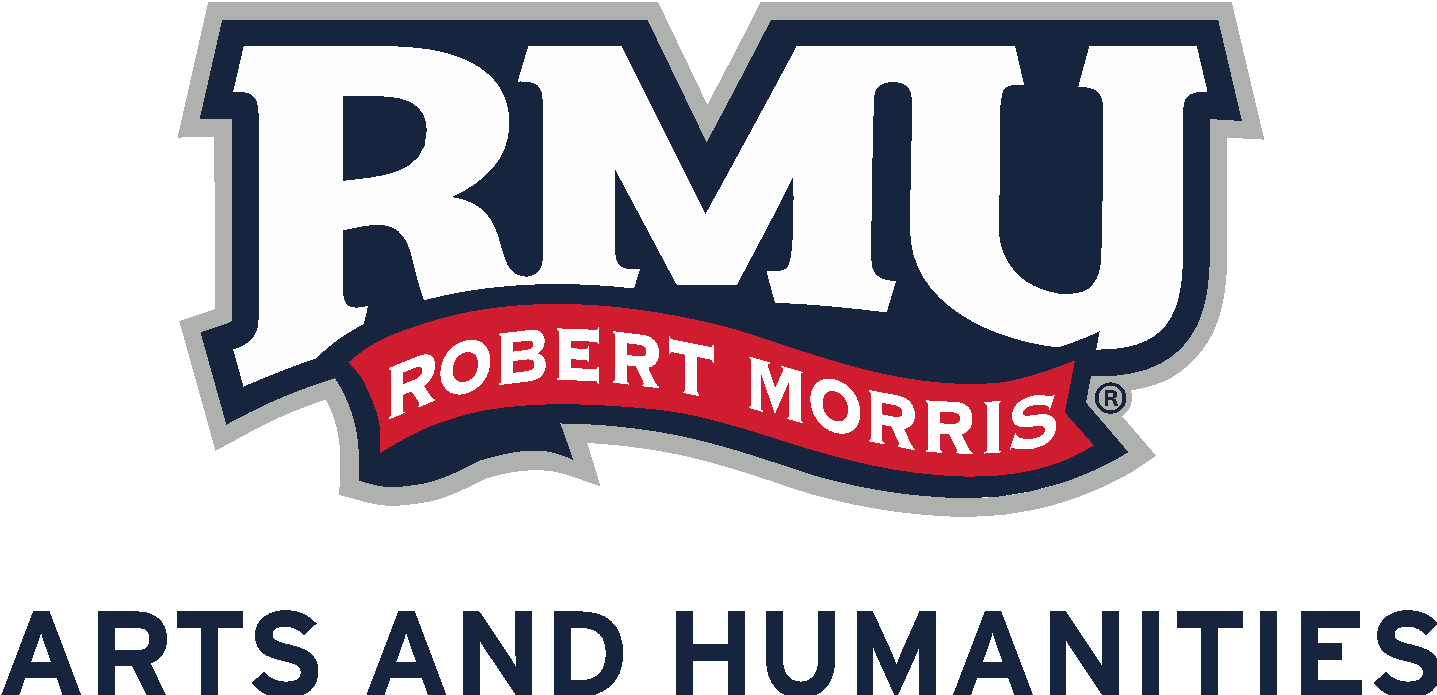 RMU
ROBERT MORRIS
®
ARTS AND HUMANITIES